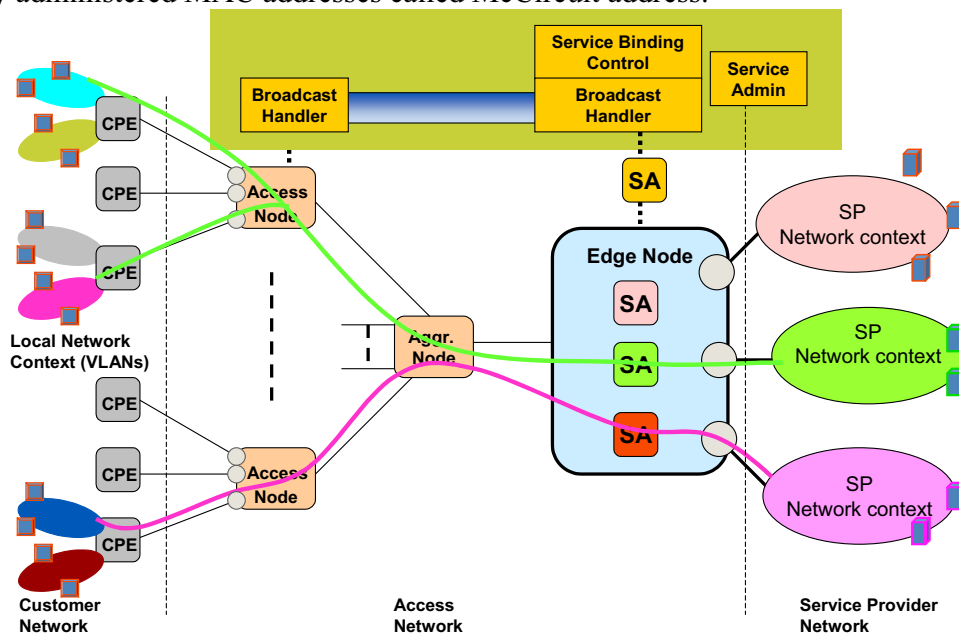 y administered MAC addresses called McCircuit address.
Service Binding
Control
Service
Admin
Broadcast
Handler
Broadcast
Handler
CPE
CPE
CPE
Access
Node
SA
SP
Network context
Edge Node
SA
Local Network
Context (VLANs)
Aggr.
Node
SA
SP
Network context
CPE
CPE
CPE
Access
Node
SA
SP
Network context
Customer
Network
Access
Network
Service Provider
Network